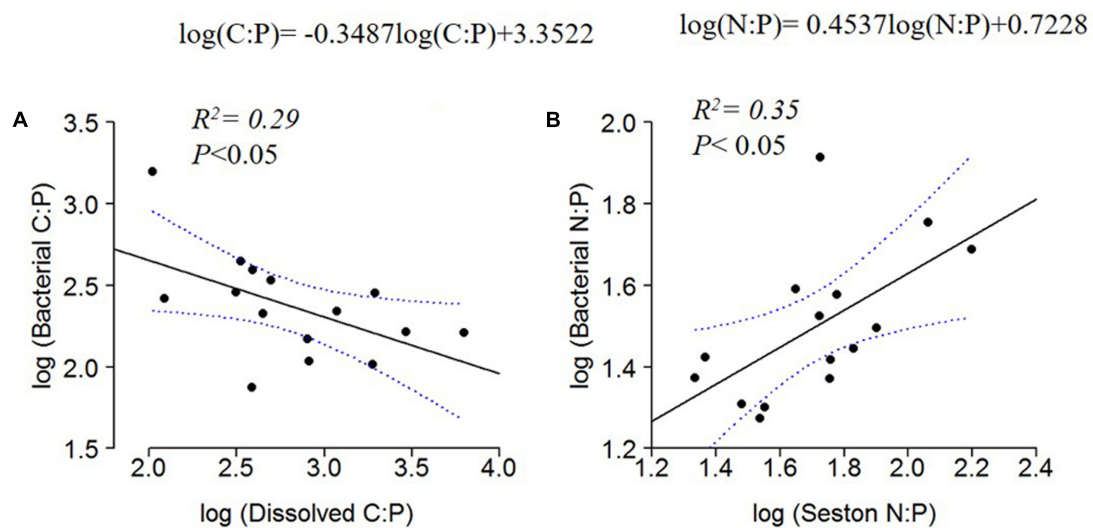 log(C:P)= -0.3487log(C:P)+3.3522
log(N:P)= 0.4537log(N:P)+0.7228
A
R²= 0.29
P<0.05
3.5
3.0
2.5
2.0
1.5
log (Bacterial C:P)
2.0 2.5 3.0 3.5 4.0
log (Dissolved C:P)
B
R²= 0.35
P< 0.05
2.0
1.8
1.6
1.4
1.2
log (Bacterial N:P)
1.2 1.4 1.6 1.8 2.0 2.2 2.4
log (Seston N:P)